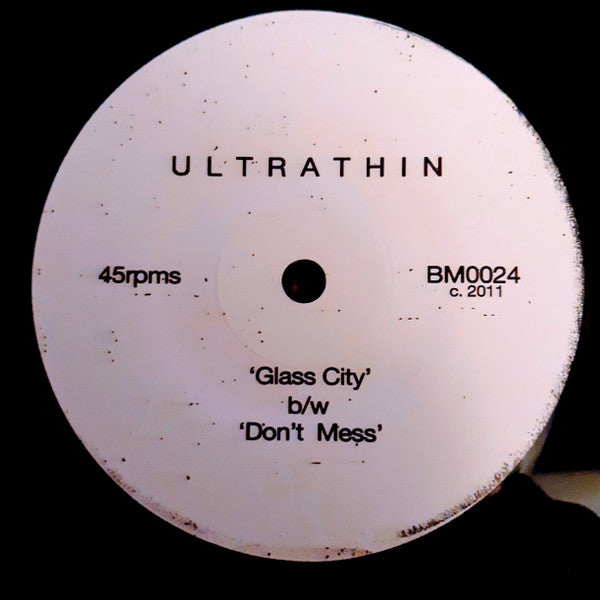 ULTRATHIN
45rpms
BM0024
c. 2011
‘Glass City’
b/w
‘Don’t Mess’